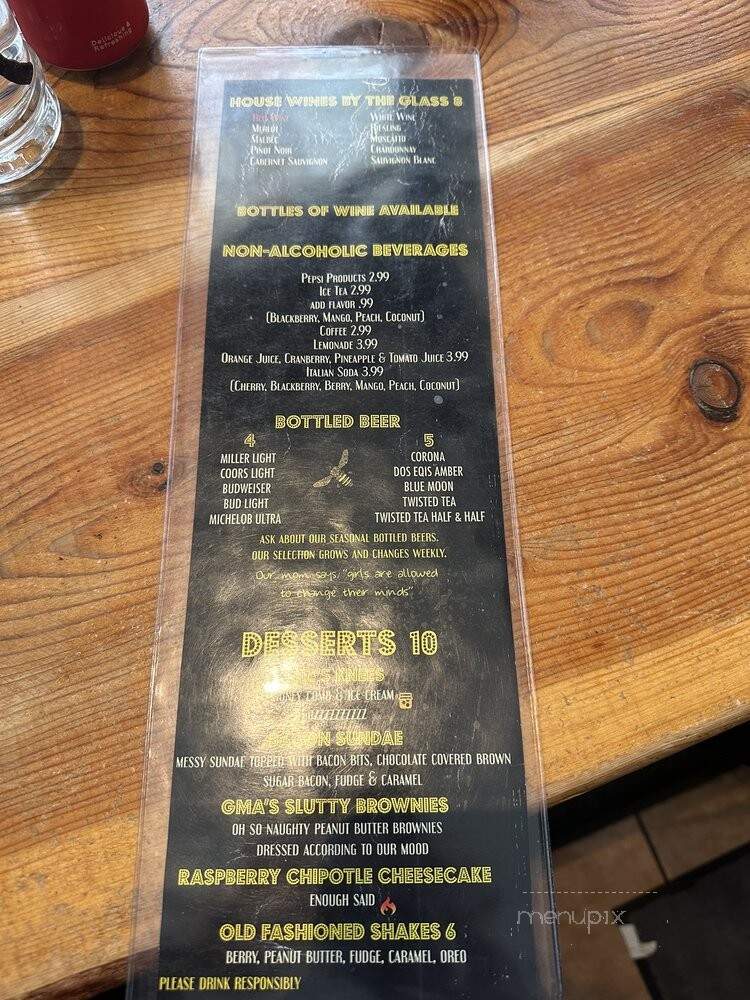 Delicious &
Refreshing
HOUSE WINES BY THE GLASS 8
RED WINE WHITE WINE
MERLOT RIESLING
MALBEC MOSCATO
PINOT NOIR CHARDONNAY
CABERNET SAUVIGNON SAUVIGNON BLANC
BOTTLES OF WINE AVAILABLE
NON-ALCOHOLIC BEVERAGES
PEPSI PRODUCTS 2.99
ICE TEA 2.99
ADD FLAVOR .99
(BLACKBERRY, MANGO, PEACH, COCONUT)
COFFEE 2.99
LEMONADE 3.99
ORANGE JUICE, CRANBERRY, PINEAPPLE & TOMATO JUICE 3.99
ITALIAN SODA 3.99
(CHERRY, BLACKBERRY, BERRY, MANGO, PEACH, COCONUT)
BOTTLED BEER
4 5
MILLER LIGHT CORONA
COORS LIGHT DOS EQIS AMBER
BUDWEISER BLUE MOON
BUD LIGHT TWISTED TEA
MICHELOB ULTRA TWISTED TEA HALF & HALF
ASK ABOUT OUR SEASONAL BOTTLED BEERS.
OUR SELECTION GROWS AND CHANGES WEEKLY.
Our mom says "girls are allowed
to change their minds"
DESSERTS 10
KNEES
COMB & ICE CREAM
SUNDAE
MESSY SUNDAE TOPPED WITH BACON BITS, CHOCOLATE COVERED BROWN
SUGAR BACON, FUDGE & CARAMEL
GMA'S SLUTTY BROWNIES
OH SO NAUGHTY PEANUT BUTTER BROWNIES
DRESSED ACCORDING TO OUR MOOD
RASPBERRY CHIPOTLE CHEESECAKE
ENOUGH SAID
OLD FASHIONED SHAKES 6
BERRY, PEANUT BUTTER, FUDGE, CARAMEL, OREO
PLEASE DRINK RESPONSIBLY
menupix